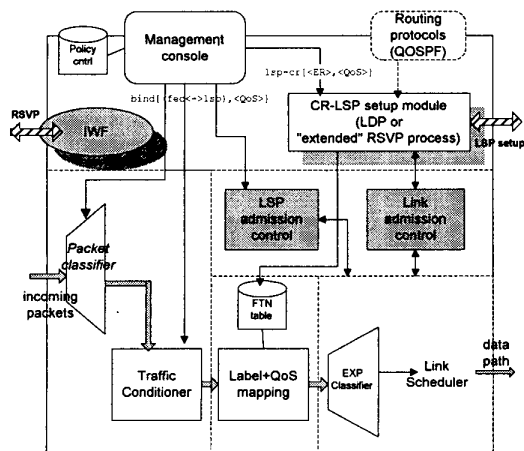 Policy
cntrl
Management
console
Routing
protocols
(QOSPF)
lsp-cr[<ER>,<QoS>]
bind[{fec<->lsp},<QoS>]
RSVP
IWF
CR-LSP setup module
(LDP or
"extended" RSVP process)
LSP setup
LSP
admission
control
Link
admission
control
Packet
classifier
incoming
packets
FTN
table
data
path
Traffic
Conditioner
Label+QoS
mapping
EXP
Classifier
Link
Scheduler